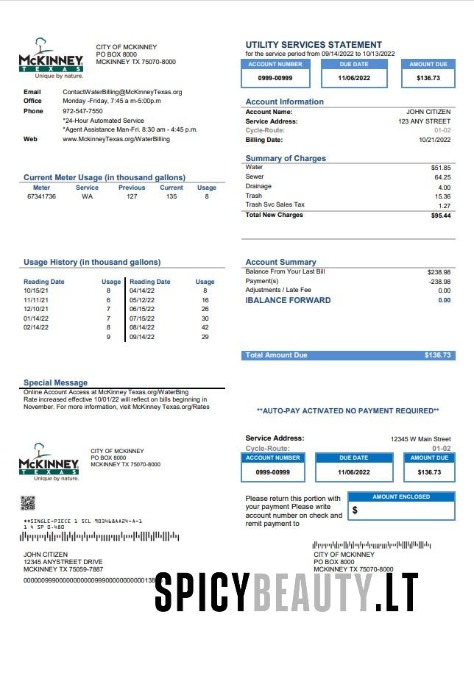 McKINNEY
TEXAS
Unique by nature.
CITY OF MCKINNEY
PO BOX 8000
MCKINNEY TX 75070-8000
Email ContactWaterBilling@McKinneyTexas.org
Office Monday -Friday, 7:45 a m-5:00p.m
Phone 972-547-7550
*24-Hour Automated Service
*Agent Assistance Mon-Fri. 8:30 am - 4:45 p.m.
Web www.McKinneyTexas.org/WaterBilling
UTILITY SERVICES STATEMENT
for the service period from 09/14/2022 to 10/13/2022
ACCOUNT NUMBER DUE DATE AMOUNT DUE
0999-00999 11/06/2022 $136.73
Account Information
Account Name: JOHN CITIZEN
Service Address: 123 ANY STREET
Cycle-Route: 01-02
Billing Date: 10/21/2022
Summary of Charges
Water $51.85
Sewer 64.25
Drainage 4.00
Trash 15.36
Trash Svc Sales Tax 1.27
Total New Charges $95.44
Current Meter Usage (in thousand gallons)
Meter Service Previous Current Usage
67341736 WA 127 135 8
Usage History (in thousand gallons)
Reading Date Usage Reading Date Usage
10/15/21 8 04/14/22 8
11/11/21 6 05/12/22 16
12/10/21 7 06/15/22 26
01/14/22 7 07/15/22 30
02/14/22 8 08/14/22 42
9 09/14/22 29
Account Summary
Balance From Your Last Bill $238.98
Payment(s) -238.98
Adjustments / Late Fee 0.00
IBALANCE FORWARD 0.00
Total Amount Due $136.73
Special Message
Online Account Access at McKinney Texas.org/WaterBing
Rate increased effective 10/01/22 will reflect on bills beginning in
November. For more information, visit McKinney Texas.org/Rates
**AUTO-PAY ACTIVATED NO PAYMENT REQUIRED**
McKINNEY
TEXAS
Unique by nature.
CITY OF MCKINNEY
PO BOX 8000
MCKINNEY TX 75070-8000
Service Address: 12345 W Main Street
Cycle-Route: 01-02
ACCOUNT NUMBER DUE DATE AMOUNT DUE
0999-00999 11/06/2022 $136.73
Please return this portion with
your payment Please write
account number on check and
remit payment to
AMOUNT ENCLOSED
$
JOHN CITIZEN
12345 ANYSTREET DRIVE
MCKINNEY TX 75059-7887
CITY OF MCKINNEY
PO BOX 8000
MCKINNEY TX 75070-8000
SPICYBEAUTY.LT